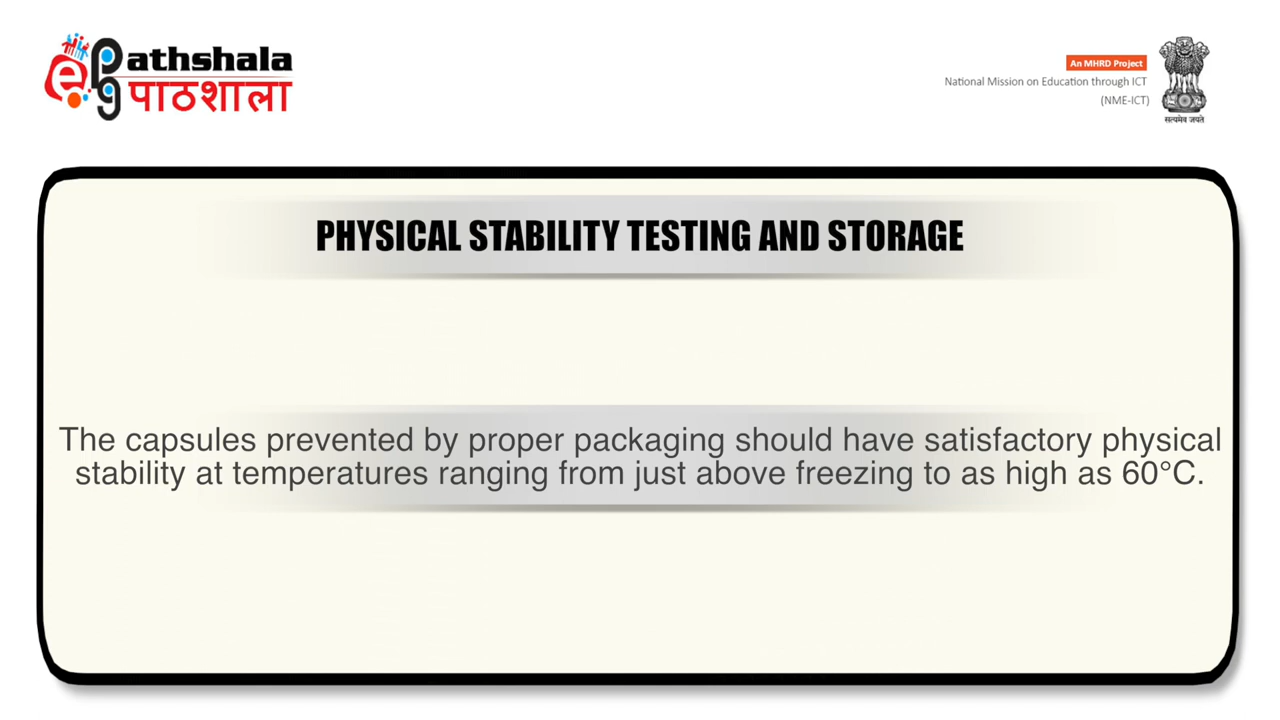 ePathshala
पाठशाला
An MHRD Project
National Mission on Education through ICT
(NME-ICT)
सत्यमेव जयते
PHYSICAL STABILITY TESTING AND STORAGE
The capsules prevented by proper packaging should have satisfactory physical
stability at temperatures ranging from just above freezing to as high as 60°C.